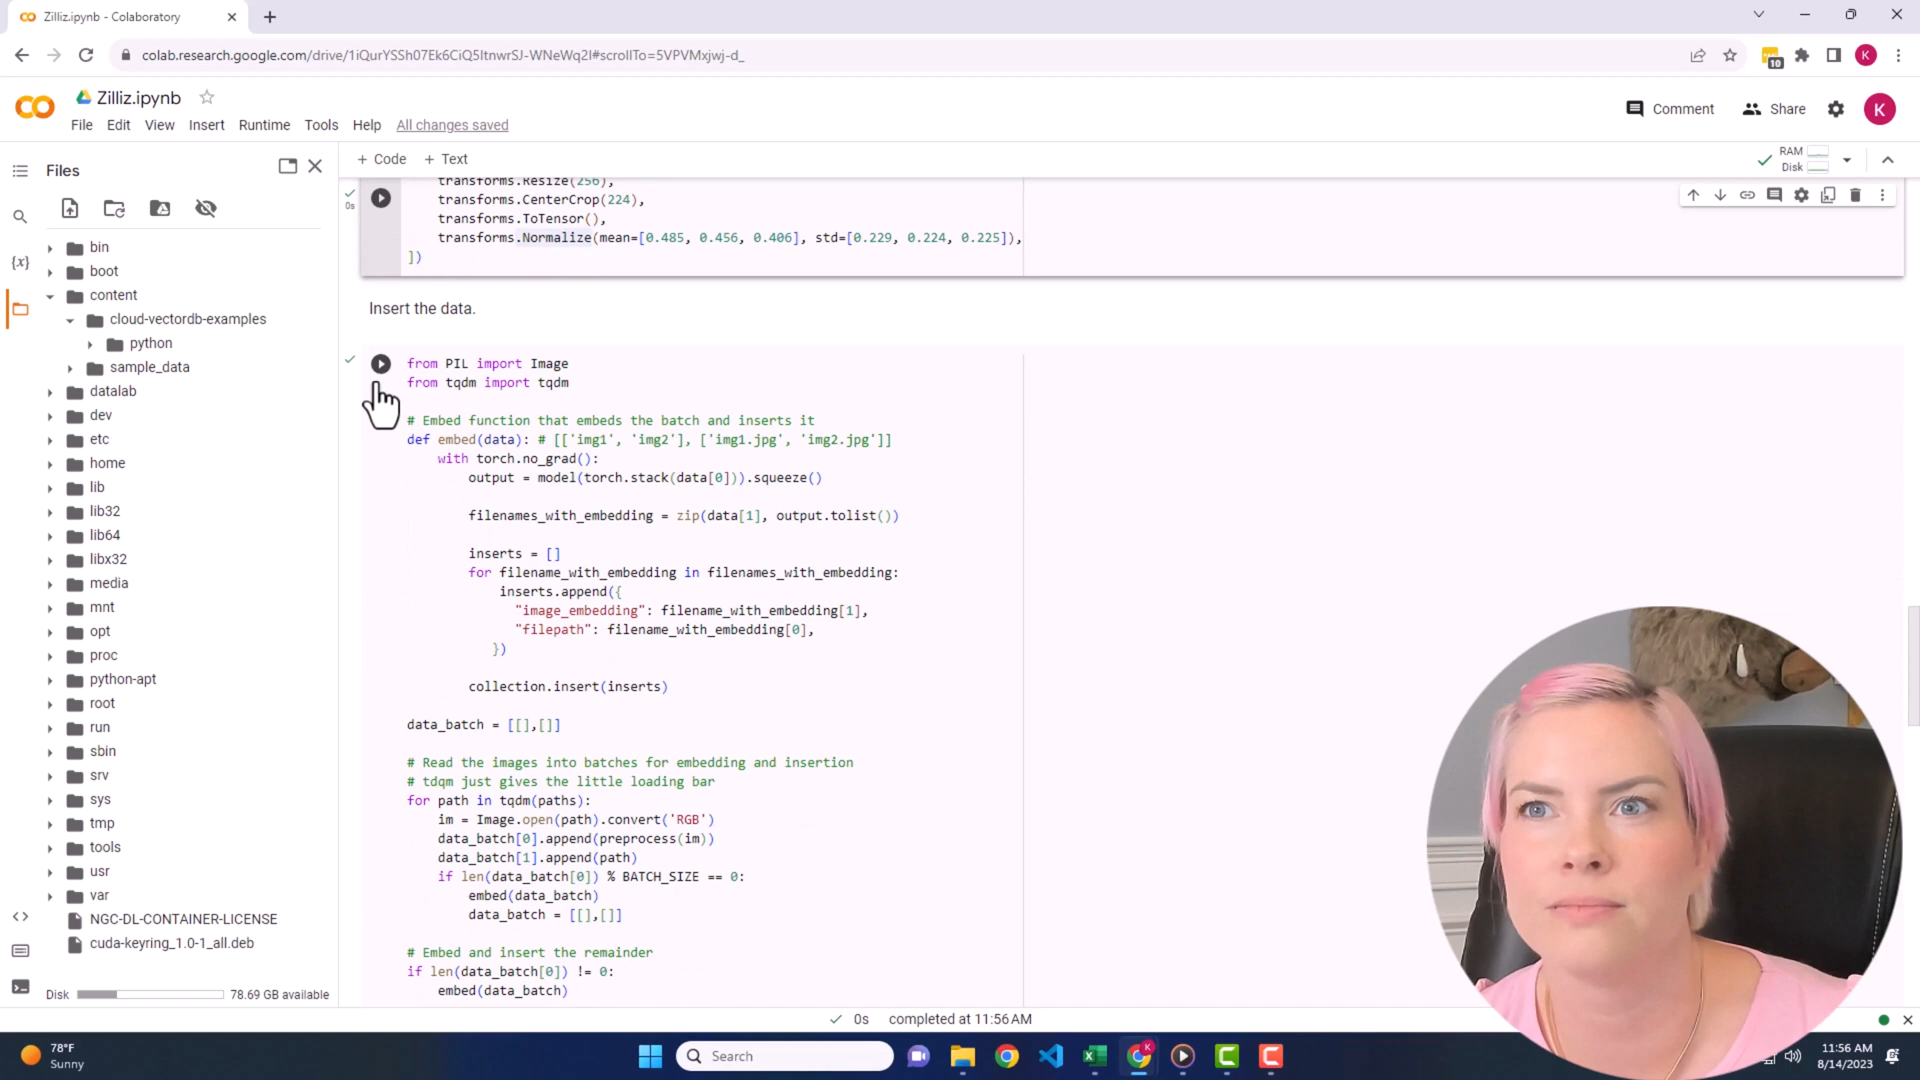 Zilliz.ipynb - Colaboratory
colab.research.google.com/drive/1iQurYSSh07Ek6CiQ5ItnwrSJ-WNeWq2I#scrollTo=5VPVMxjwj-d_
10
K
Zilliz.ipynb
File Edit View Insert Runtime Tools Help All changes saved
Comment Share K
Files
+ Code + Text
RAM
Disk
bin
boot
content
cloud-vectordb-examples
python
sample_data
datalab
dev
etc
home
lib
lib32
lib64
libx32
media
mnt
opt
proc
python-apt
root
run
sbin
srv
sys
tmp
tools
usr
var
NGC-DL-CONTAINER-LICENSE
cuda-keyring_1.0-1_all.deb
Disk 78.69 GB available
{x}
0s
transforms.Resize(256),
transforms.CenterCrop(224),
transforms.ToTensor(),
transforms.Normalize(mean=[0.485, 0.456, 0.406], std=[0.229, 0.224, 0.225]),
])
Insert the data.
from PIL import Image
from tqdm import tqdm
# Embed function that embeds the batch and inserts it
def embed(data): # [['img1', 'img2'], ['img1.jpg', 'img2.jpg']]
with torch.no_grad():
output = model(torch.stack(data[0])).squeeze()
filenames_with_embedding = zip(data[1], output.tolist())
inserts = []
for filename_with_embedding in filenames_with_embedding:
inserts.append({
"image_embedding": filename_with_embedding[1],
"filepath": filename_with_embedding[0],
})
collection.insert(inserts)
data_batch = [[],[]]
# Read the images into batches for embedding and insertion
# tdqm just gives the little loading bar
for path in tqdm(paths):
im = Image.open(path).convert('RGB')
data_batch[0].append(preprocess(im))
data_batch[1].append(path)
if len(data_batch[0]) % BATCH_SIZE == 0:
embed(data_batch)
data_batch = [[],[]]
# Embed and insert the remainder
if len(data_batch[0]) != 0:
embed(data_batch)
0s completed at 11:56 AM
78°F
Sunny
Search
11:56 AM
8/14/2023